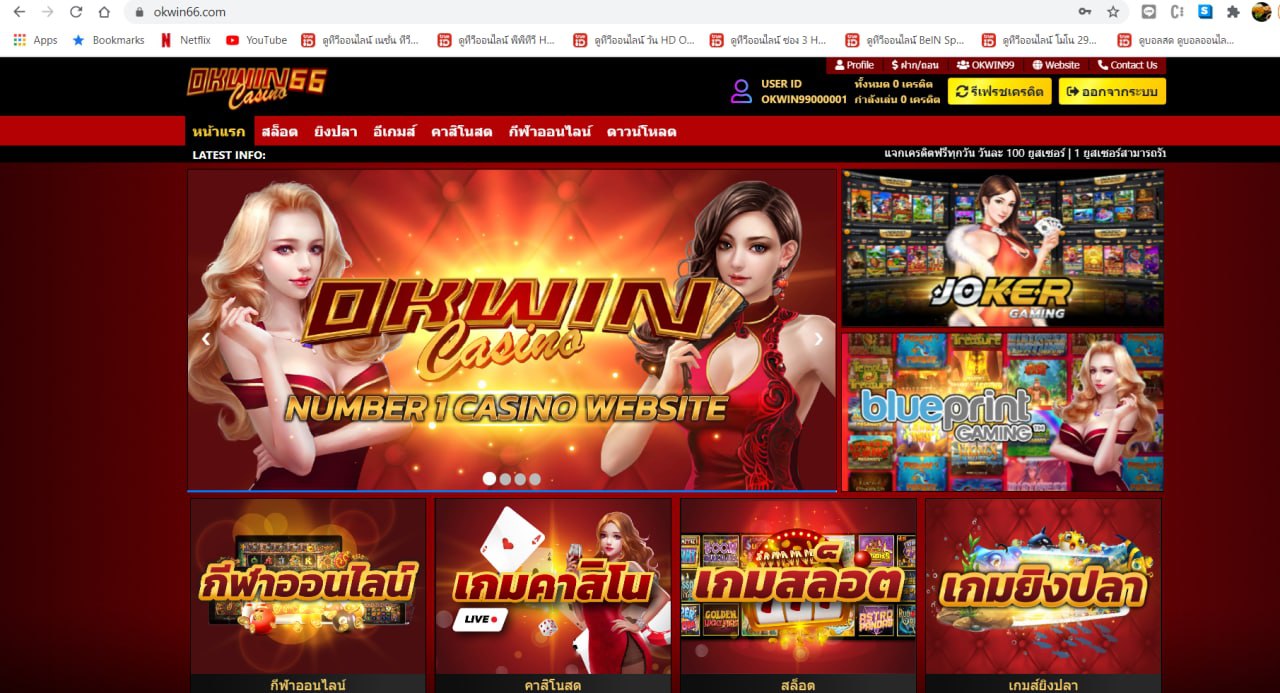 okwin66.com
Apps
Bookmarks
Netflix
YouTube
ดูทีวีออนไลน์ เนชั่น ทีวี...
ดูทีวีออนไลน์ พีพีทีวี H...
ดูทีวีออนไลน์ วัน HD O...
ดูทีวีออนไลน์ ช่อง 3 H...
ดูทีวีออนไลน์ BeIN Sp...
ดูทีวีออนไลน์ โมโน 29...
ดูบอลสด ดูบอลออนไล...
Profile
$ ฝาก/ถอน
OKWIN99
Website
Contact Us
OKWIN66
Casino
USER ID
OKWIN99000001
ทั้งหมด 0 เครดิต
กำลังเล่น 0 เครดิต
รีเฟรชเครดิต
ออกจากระบบ
หน้าแรก
สล็อต
ยิงปลา
อีเกมส์
คาสิโนสด
กีฬาออนไลน์
ดาวน์โหลด
LATEST INFO:
แจกเครดิตฟรีทุกวัน วันละ 100 ยูสเซอร์ | 1 ยูสเซอร์สามารถรับ
OKWIN
Casino
NUMBER 1 CASINO WEBSITE
JOKER
GAMING
blueprint
GAMING™
กีฬาออนไลน์
เกมคาสิโน
LIVE
เกมสล็อต
เกมยิงปลา
กีฬาออนไลน์
คาสิโนสด
สล็อต
เกมส์ยิงปลา